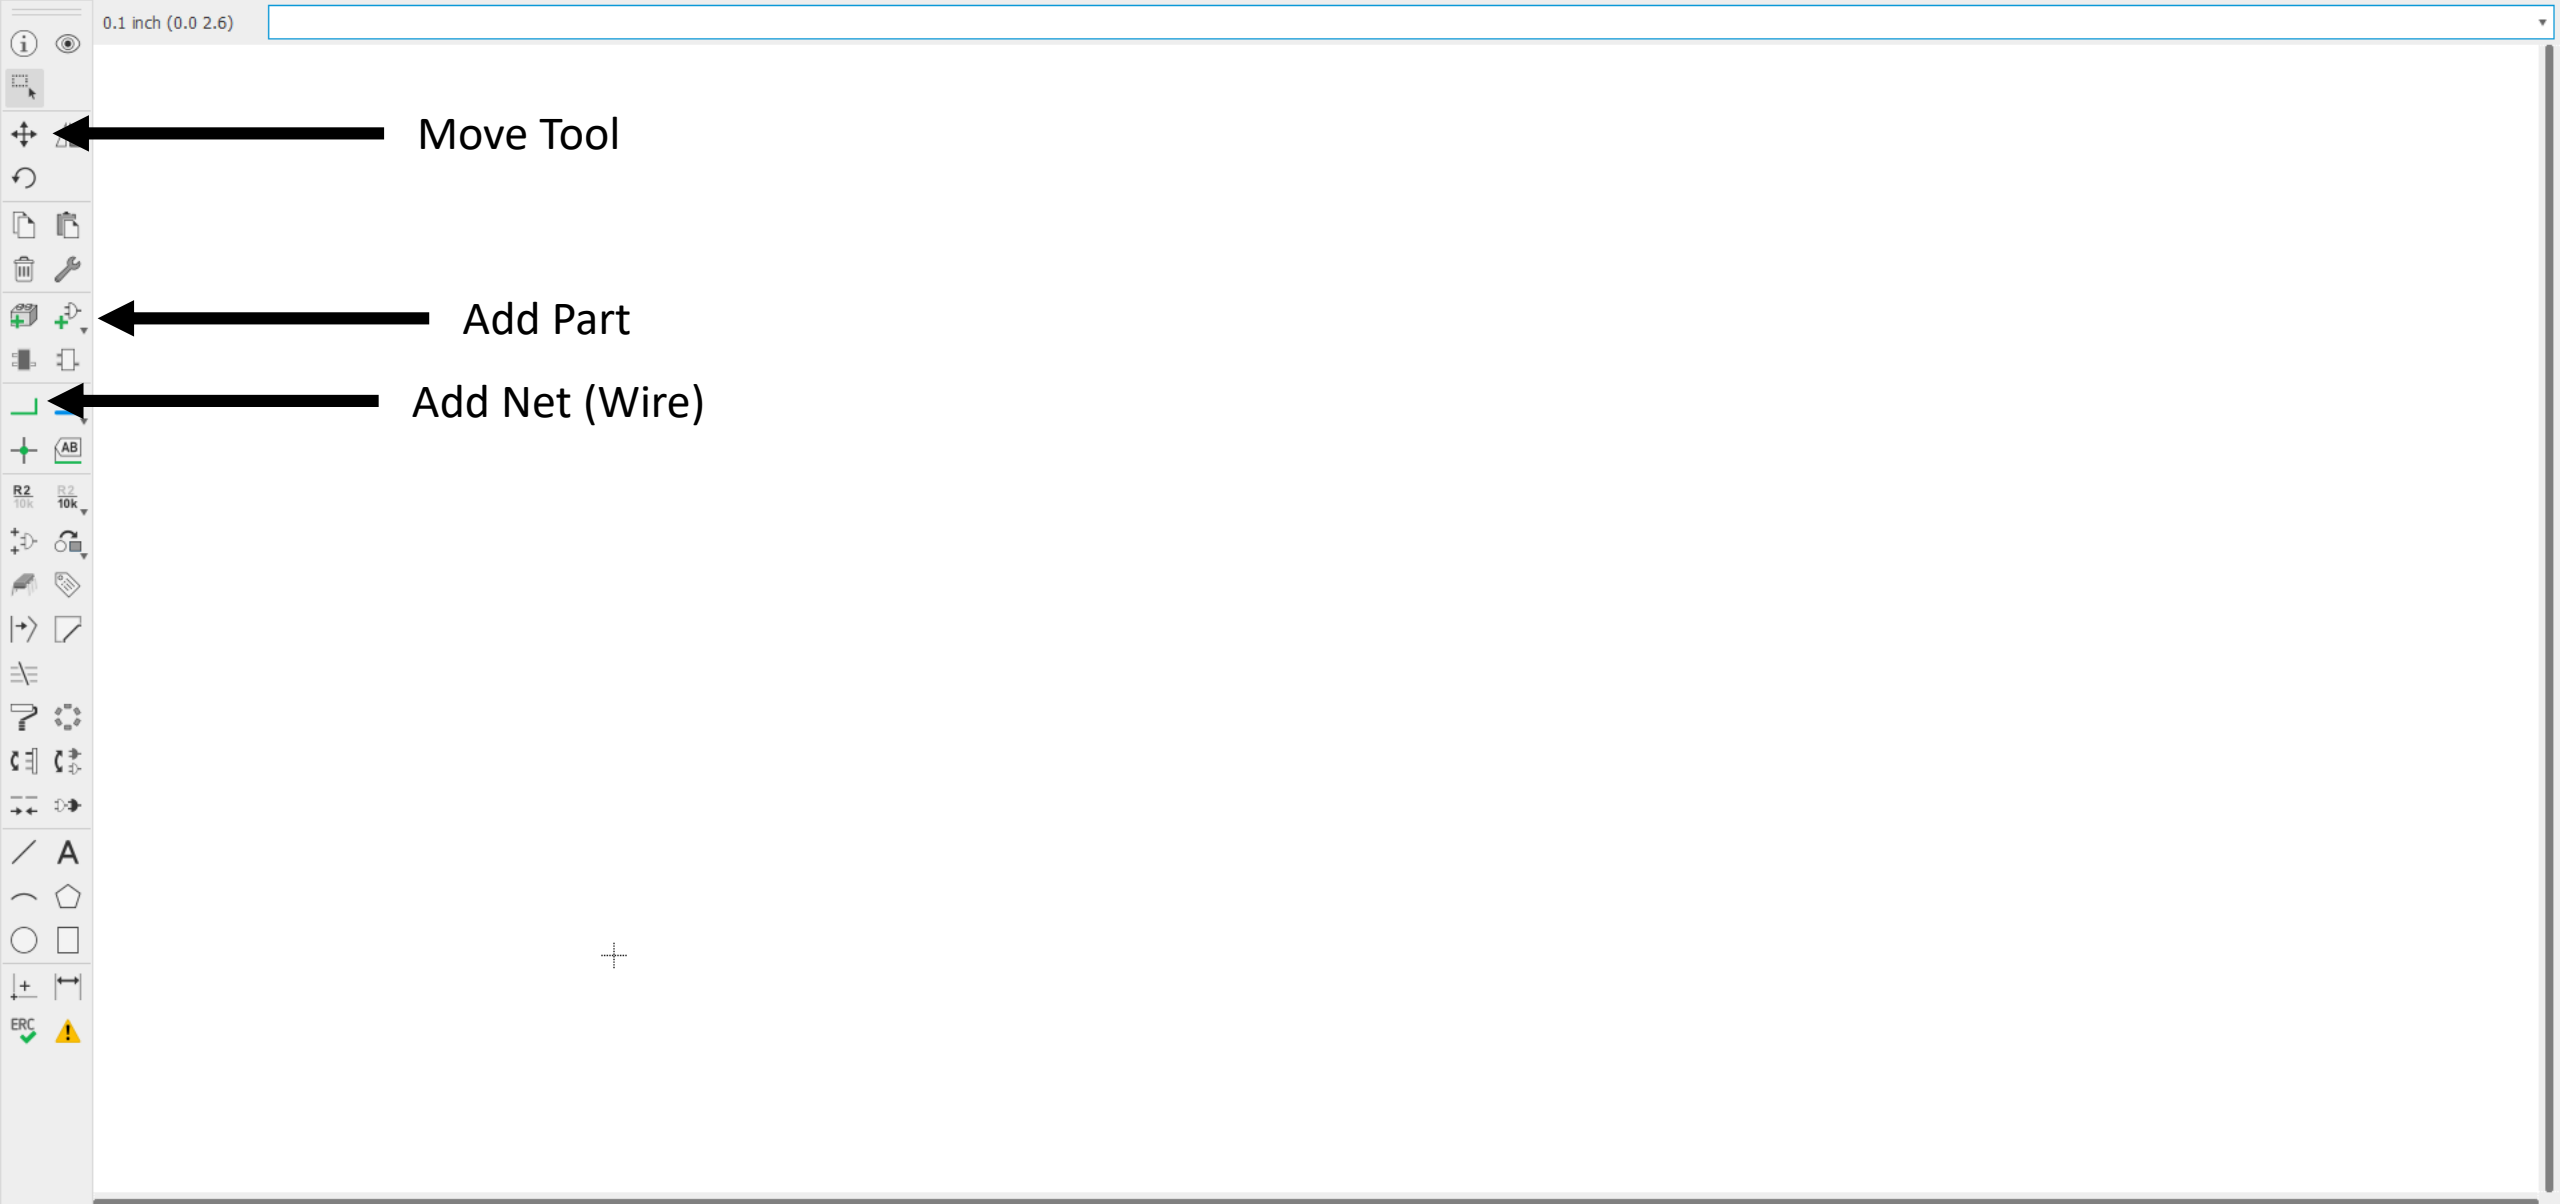 0.1 inch (0.0 2.6)
Move Tool
Add Part
Add Net (Wire)
AB
R2
10k
R2
10k
A
ERC